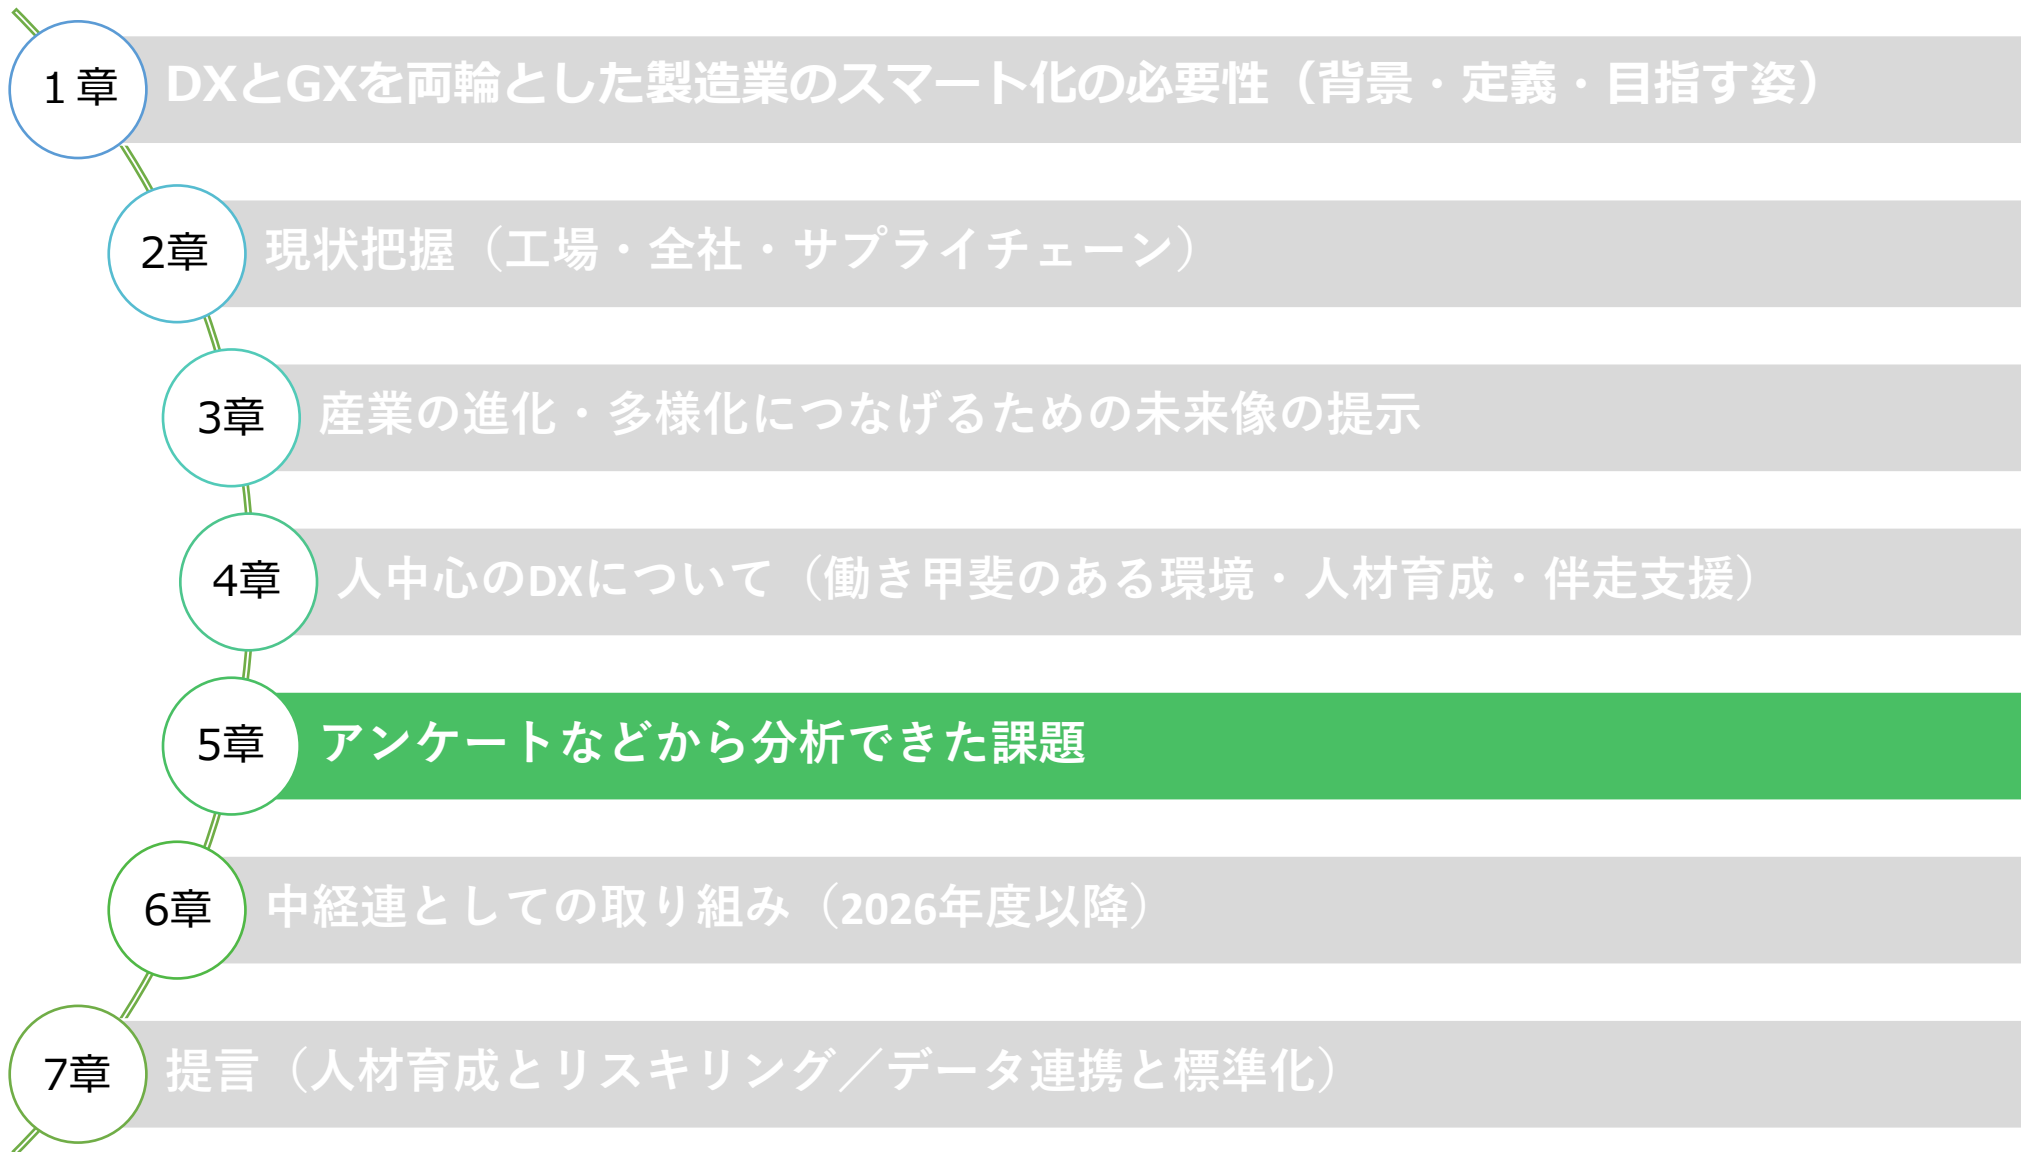 １章 DXとGXを両輪とした製造業のスマート化の必要性（背景・定義・目指す姿）
2章 現状把握（工場・全社・サプライチェーン）
3章 産業の進化・多様化につなげるための未来像の提示
4章 人中心のDXについて（働き甲斐のある環境・人材育成・伴走支援）
5章 アンケートなどから分析できた課題
6章 中経連としての取り組み（2026年度以降）
7章 提言（人材育成とリスキリング／データ連携と標準化）